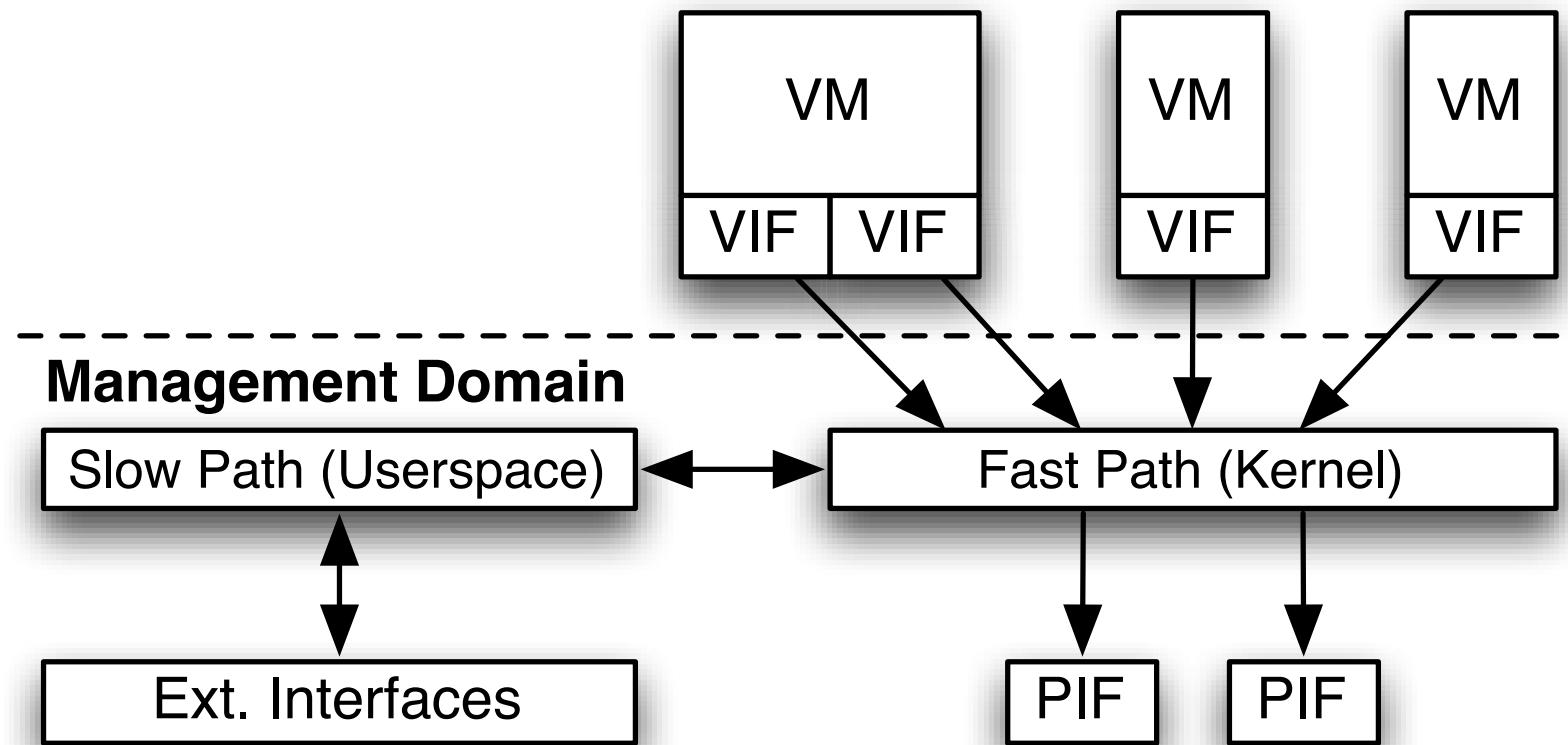 VM VM VM
VIF VIF VIF VIF
Management Domain
Slow Path (Userspace) Fast Path (Kernel)
Ext. Interfaces PIF PIF